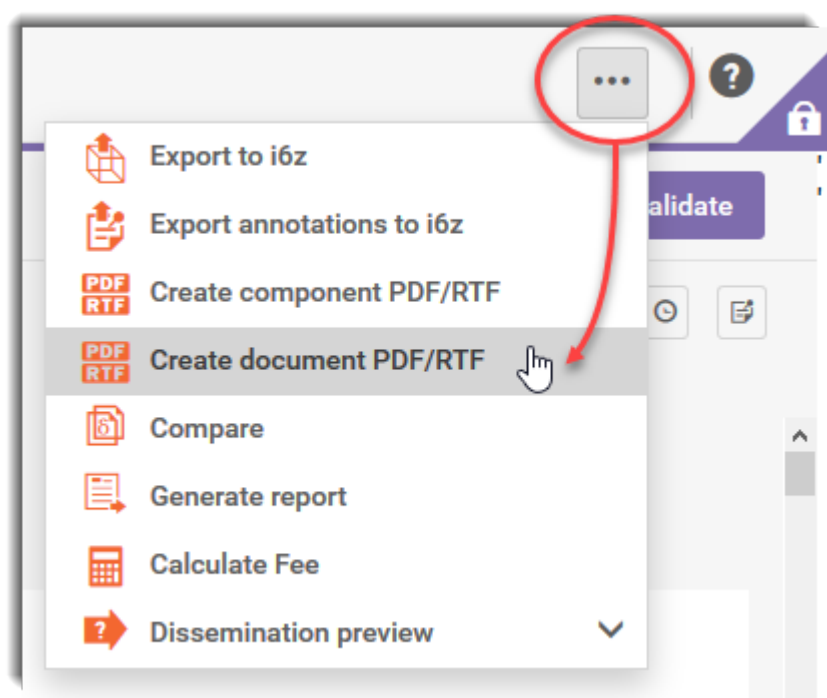 •••
?
Export to i6z
alidate
Export annotations to i6z
PDF
RTF
Create component PDF/RTF
PDF
RTF
Create document PDF/RTF
δ
Compare
Generate report
Calculate Fee
?
Dissemination preview